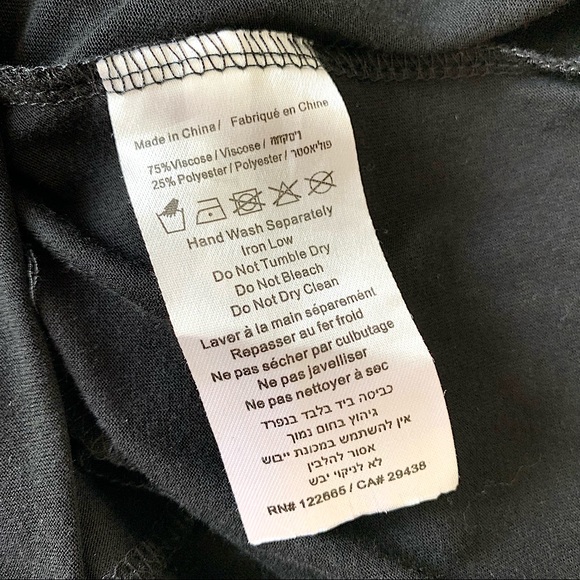 Made in China / Fabriqué en Chine
75%Viscose / Viscose /
25% Polyester / Polyester / פוליאסטר
Hand Wash Separately
Iron Low
Do Not Tumble Dry
Do Not Bleach
Do Not Dry Clean
Laver à la main séparemént
Repasser au fer froid
Ne pas sécher par culbutage
Ne pas javelliser
Ne pas nettoyer à sec
כביסה ביד בלבד בנפרד
גיהוץ בחום נמוך
אין להשתמש במכונת ייבוש
אסור להלבין
לא לניקוי יבש
RN# 122665 / CA# 29438